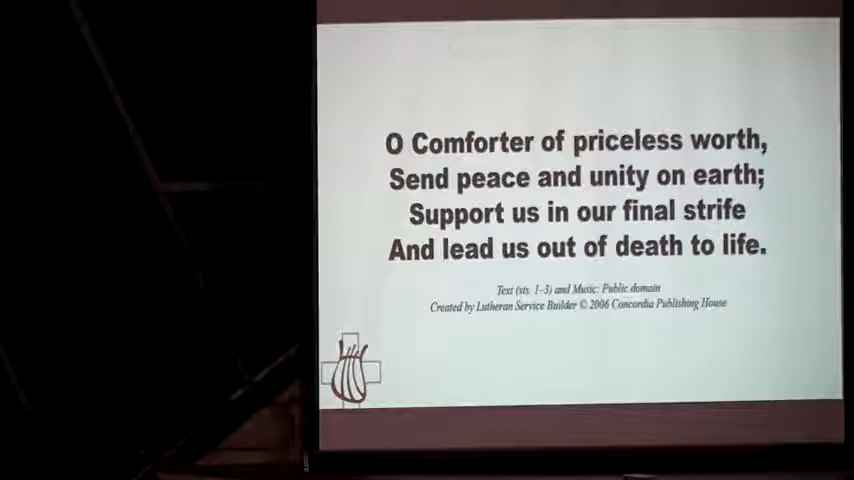 O Comforter of priceless worth,
Send peace and unity on earth;
Support us in our final strife
And lead us out of death to life.
Text (sts. 1-3) and Music: Public domain
Created by Lutheran Service Builder © 2006 Concordia Publishing House